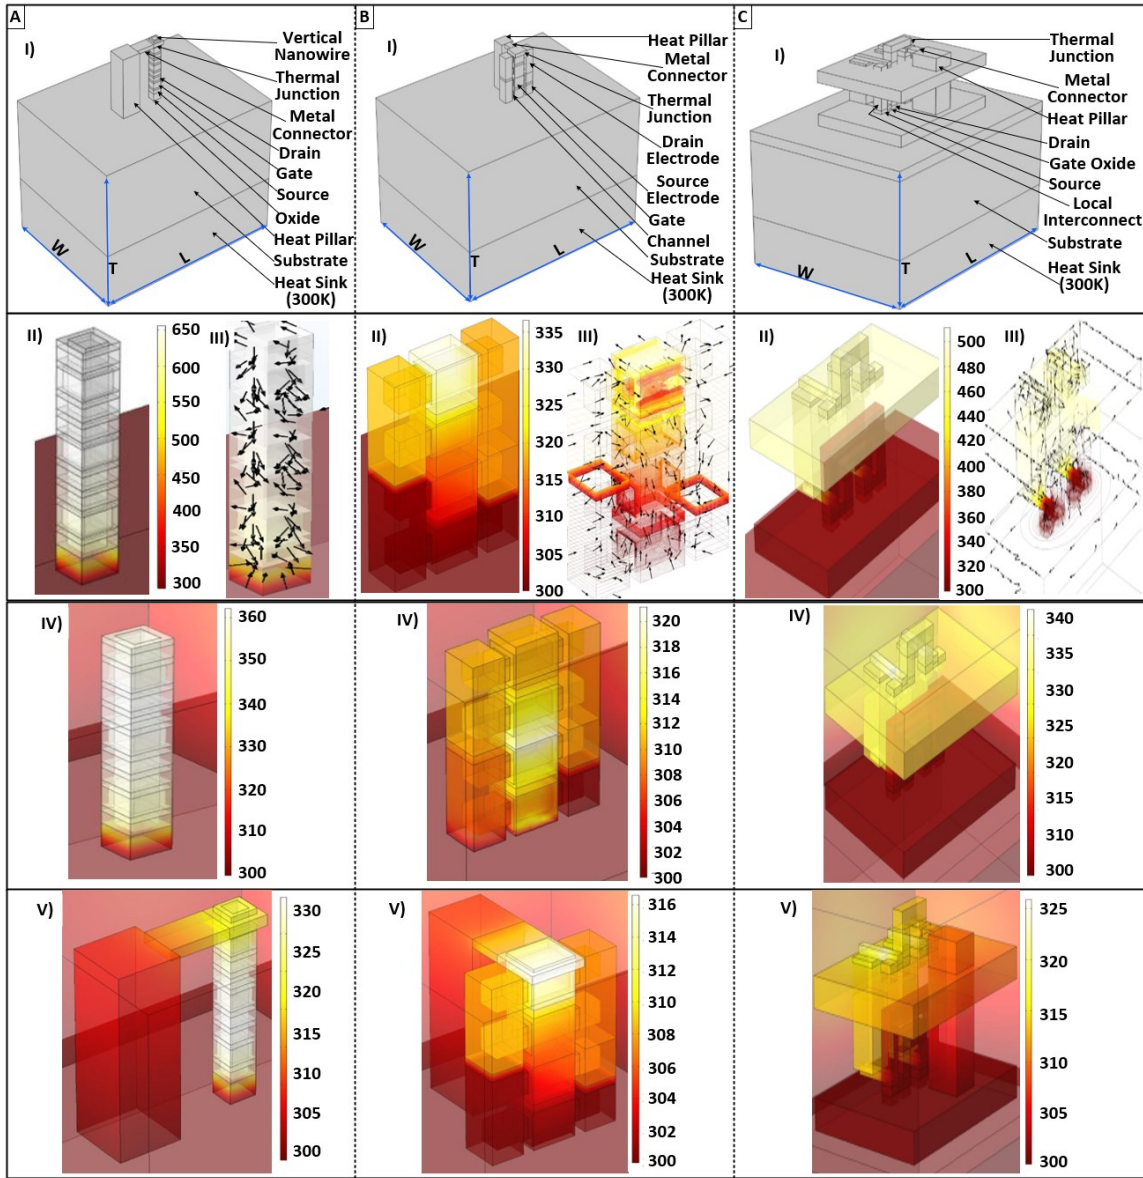 A
I)
Vertical
Nanowire
Thermal
Junction
Metal
Connector
Drain
Gate
Source
Oxide
Heat Pillar
Substrate
Heat Sink
(300K)
W
T
L
B
I)
Heat Pillar
Metal
Connector
Thermal
Junction
Drain
Electrode
Source
Electrode
Gate
Channel
Substrate
Heat Sink
(300K)
W
T
L
C
I)
Thermal
Junction
Metal
Connector
Heat Pillar
Drain
Gate Oxide
Source
Local
Interconnect
Substrate
Heat Sink
(300K)
W
T
L
II)
650
600
550
500
450
400
350
300
III)
II)
335
330
325
320
315
310
305
300
III)
II)
500
480
460
440
420
400
380
360
340
320
300
III)
IV)
360
350
340
330
320
310
300
IV)
320
318
316
314
312
310
308
306
304
302
300
IV)
340
335
330
325
320
315
310
305
300
V)
330
325
320
315
310
305
300
V)
316
314
312
310
308
306
304
302
300
V)
325
320
315
310
305
300